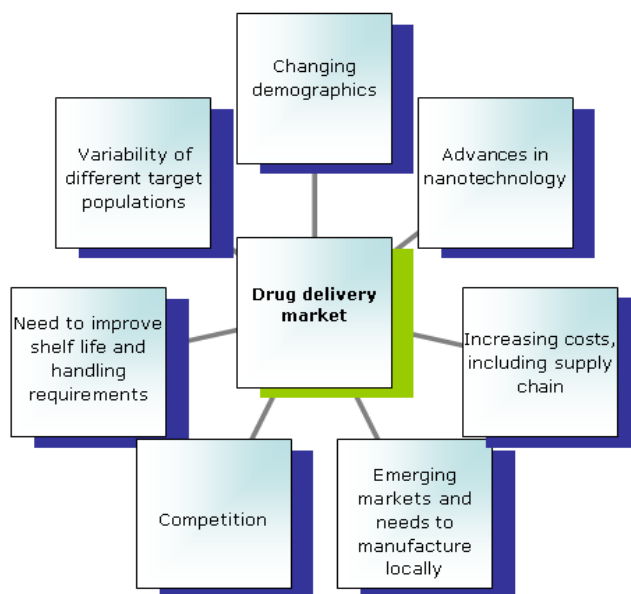 Changing
demographics
Variability of
different target
populations
Advances in
nanotechnology
Drug delivery
market
Need to improve
shelf life and
handling
requirements
Increasing costs,
including supply
chain
Competition
Emerging
markets and
needs to
manufacture
locally